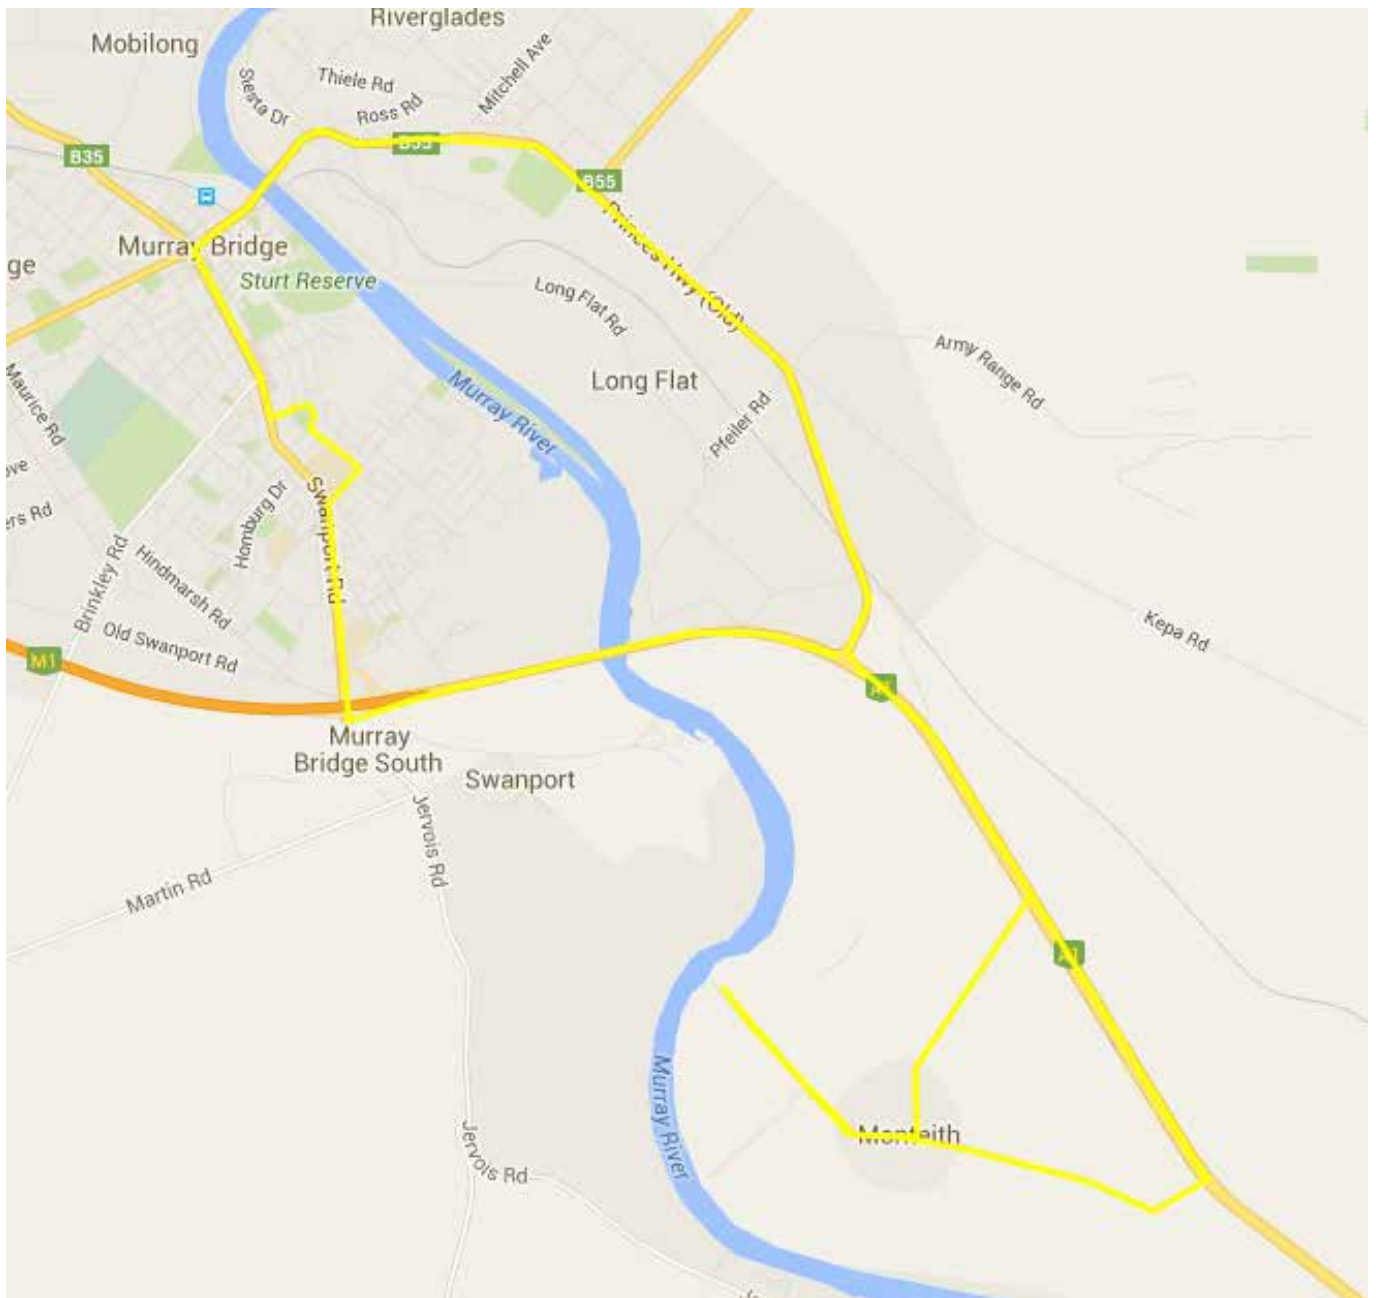 Riverglades
Mobilong
Mitchell Ave
Thiele Rd
Siesta Dr
Ross Rd
B55
B35
B55
Princes Hwy (Old)
Murray Bridge
ge
Sturt Reserve
Long Flat Rd
Army Range Rd
Maurice Rd
Long Flat
Murray River
Pfeiler Rd
ove
ers Rd
Swanport Rd
Homburg Dr
Brinkley Rd
Hindmarsh Rd
Old Swanport Rd
Kepa Rd
M1
A1
Murray
Bridge South
Swanport
Jervois Rd
Martin Rd
A1
Murray River
Monteith
Jervois Rd